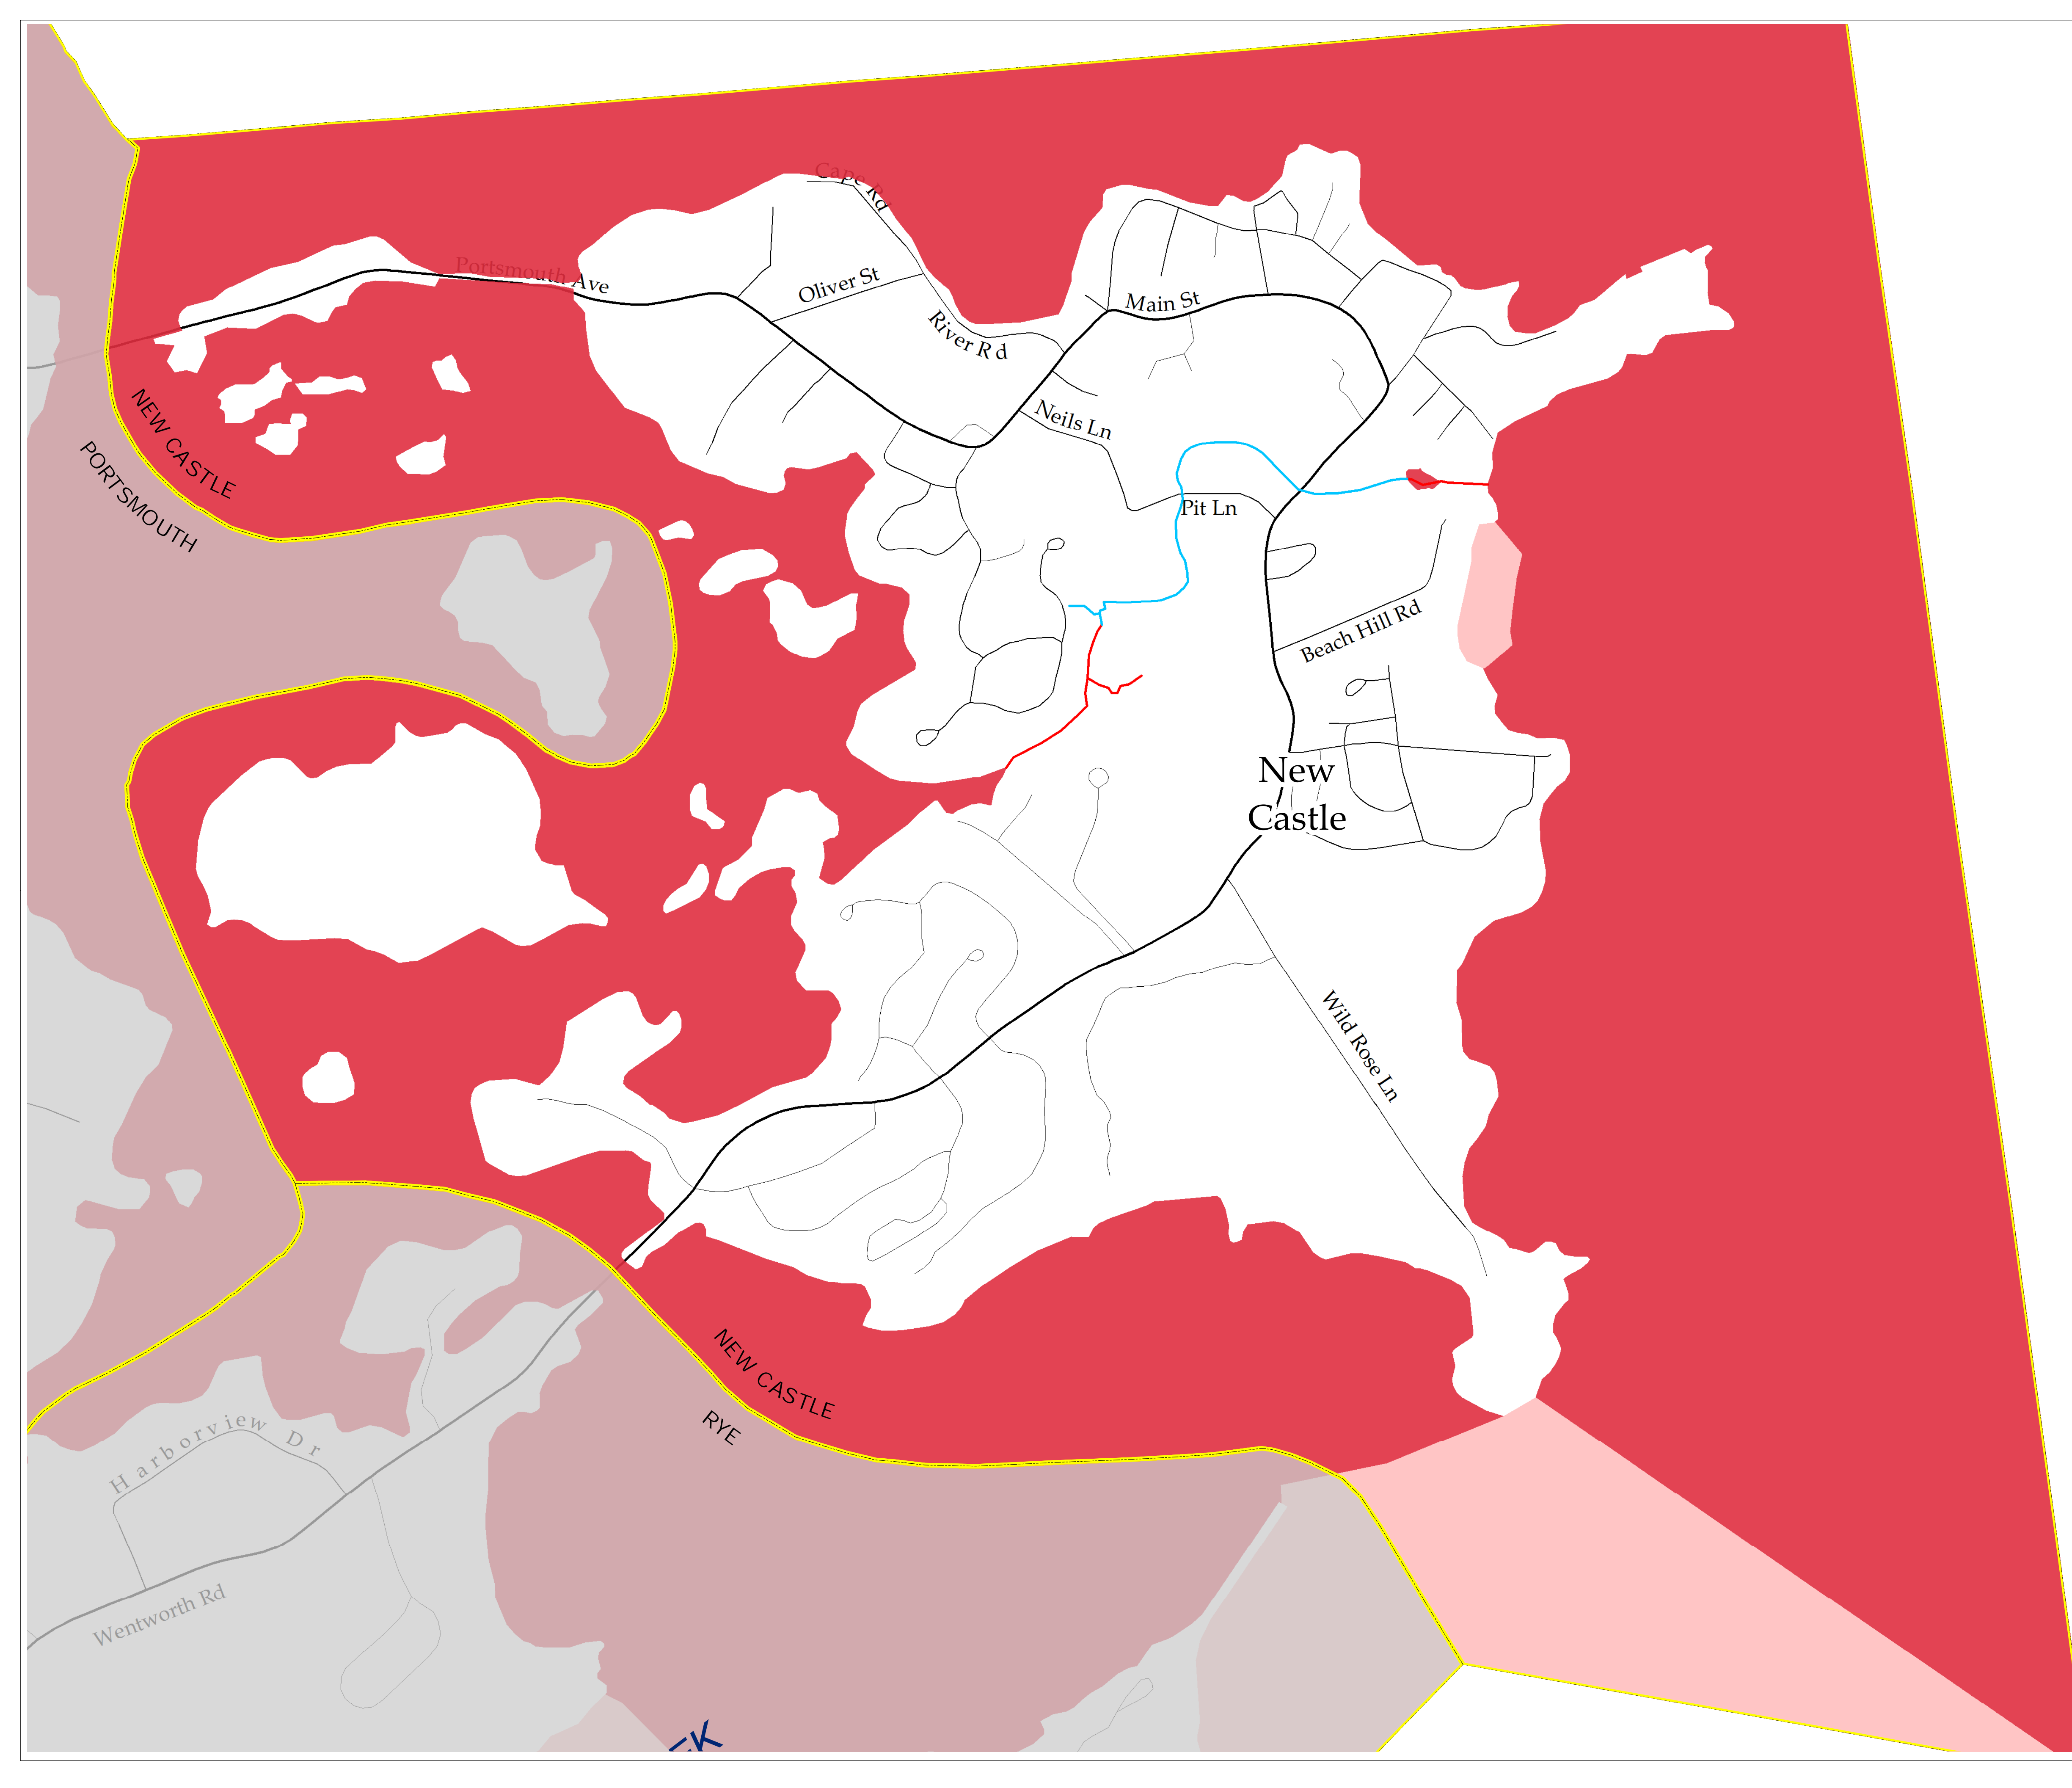 Cape Rd
Portsmouth Ave
Oliver St
Main St
River Rd
NEW CASTLE
PORTSMOUTH
Neils Ln
Pit Ln
Beach Hill Rd
New
Castle
Wild Rose Ln
NEW CASTLE
RYE
Harborview Dr
Wentworth Rd